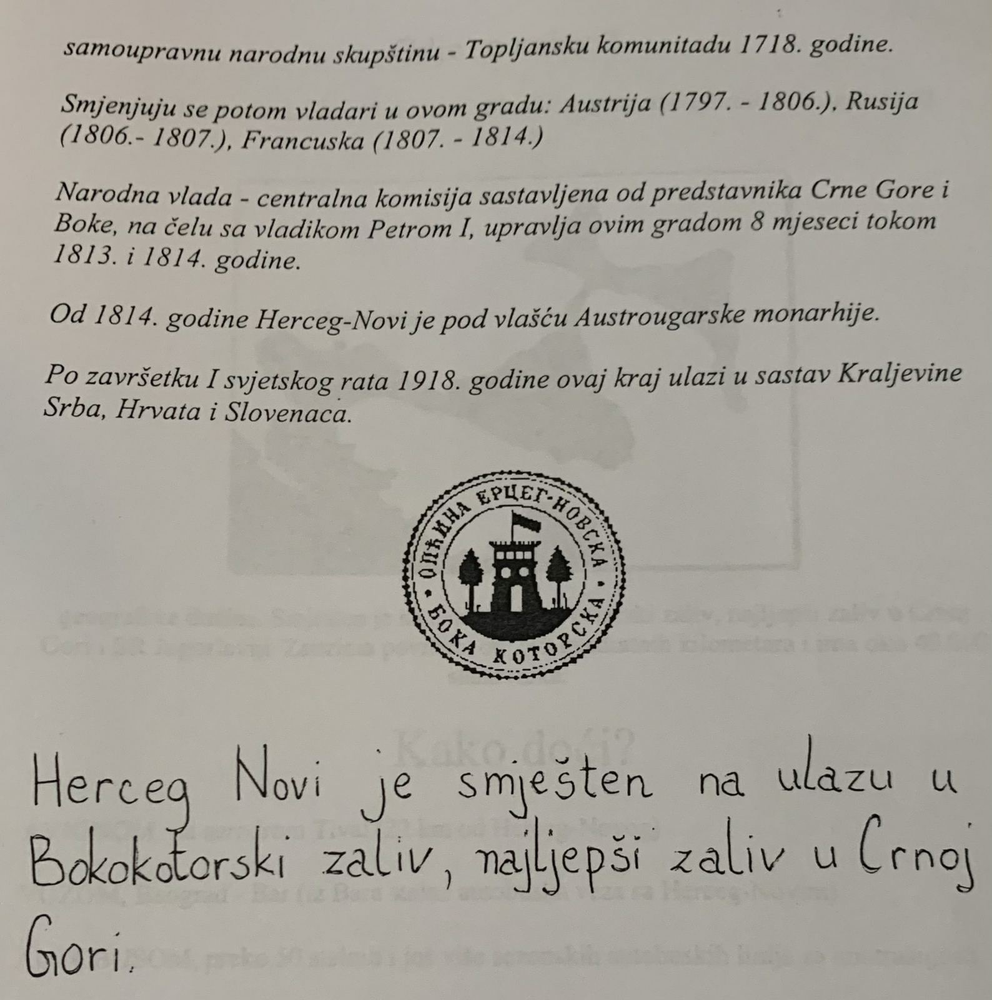 samoupravnu narodnu skupštinu - Topljansku komunitadu 1718. godine.
Smjenjuju se potom vladari u ovom gradu: Austrija (1797. - 1806.), Rusija
(1806.- 1807.), Francuska (1807. - 1814.)
Narodna vlada - centralna komisija sastavljena od predstavnika Crne Gore i
Boke, na čelu sa vladikom Petrom I, upravlja ovim gradom 8 mjeseci tokom
1813. i 1814. godine.
Od 1814. godine Herceg-Novi je pod vlašću Austrougarske monarhije.
Po završetku I svjetskog rata 1918. godine ovaj kraj ulazi u sastav Kraljevine
Srba, Hrvata i Slovenaca.
ОПЋИНА ЕРЦЕГ-НОВСКА
БОКА КОТОРСКА
Kako doći?
Herceg Novi je smješten na ulazu u
Bokokotorski zaliv, najljepši zaliv u Crnoj
Gori.